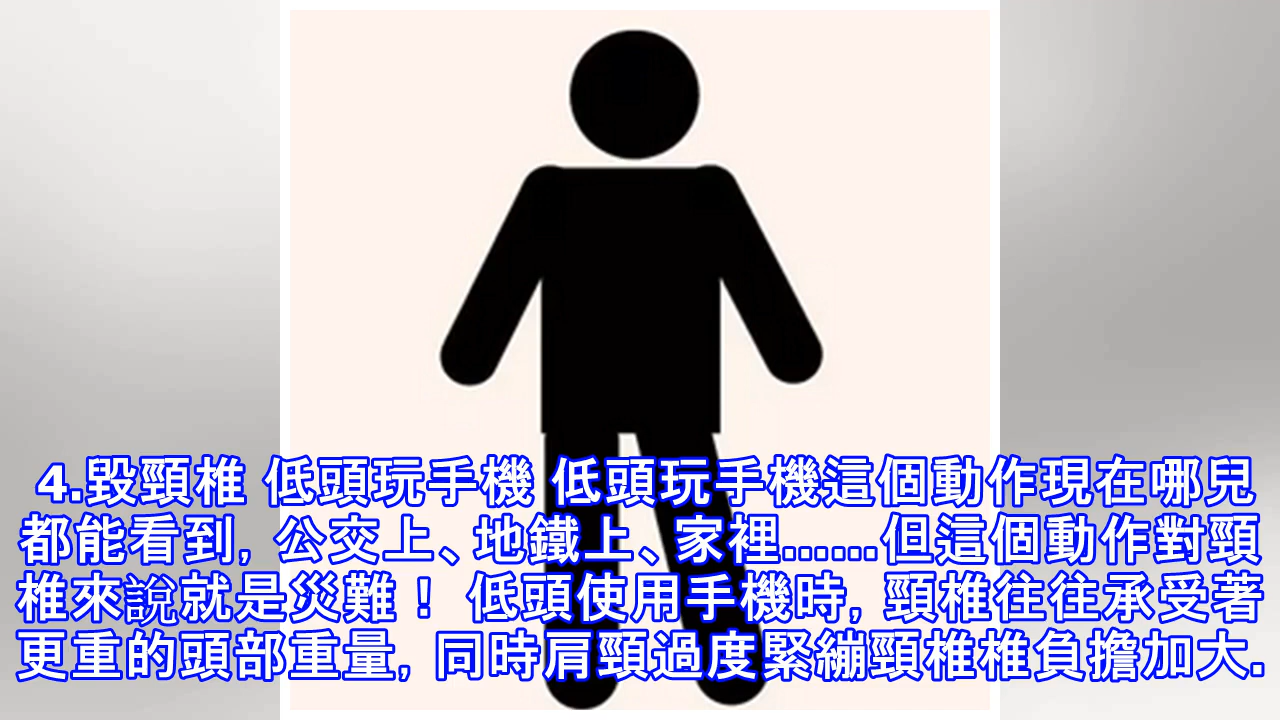 4.毀頸椎 低頭玩手機 低頭玩手機這個動作現在哪兒
都能看到, 公交上、地鐵上、家裡......但這個動作對頸
椎來說就是災難！ 低頭使用手機時, 頸椎往往承受著
更重的頭部重量, 同時肩頸過度緊繃頸椎椎負擔加大.